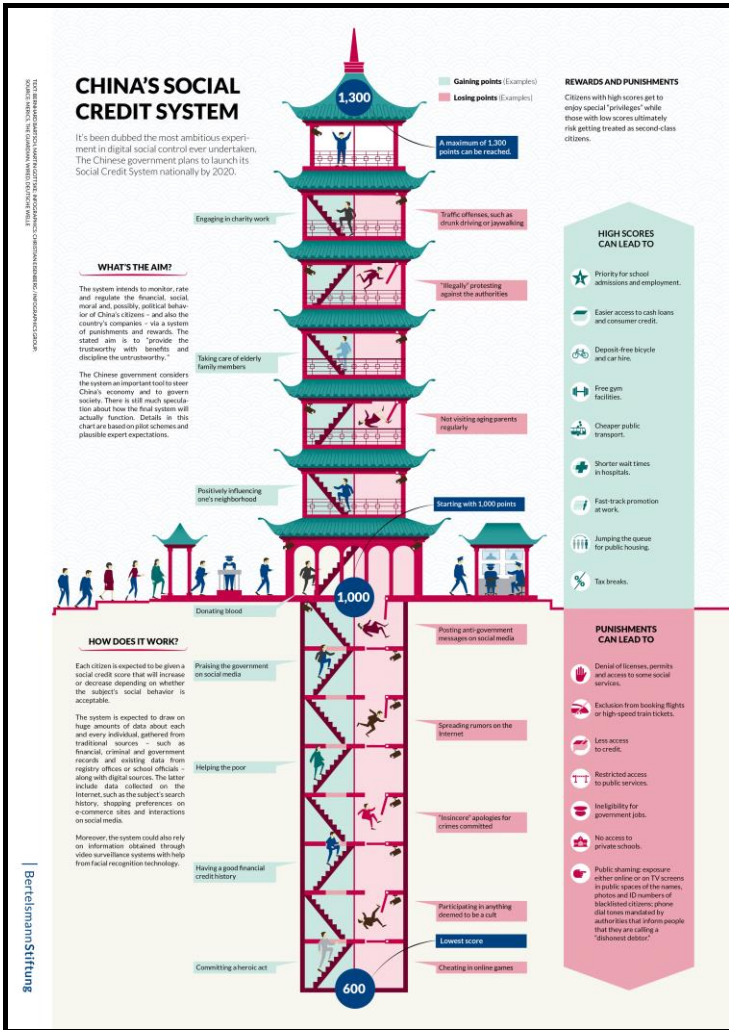 CHINA'S SOCIAL
CREDIT SYSTEM
It's been dubbed the most ambitious experi-
ment in digital social control ever undertaken.
The Chinese government plans to launch its
Social Credit System nationally by 2020.
Gaining points (Examples)
Losing points (Examples)
REWARDS AND PUNISHMENTS
Citizens with high scores get to
enjoy special "privileges" while
those with low scores ultimately
risk getting treated as second-class
citizens.
1,300
A maximum of 1,300
points can be reached.
WHAT'S THE AIM?
The system intends to monitor, rate
and regulate the financial, social,
moral and, possibly, political behav-
ior of China's citizens – and also the
country's companies – via a system
of punishments and rewards. The
stated aim is to "provide the
trustworthy with benefits and
discipline the untrustworthy."
The Chinese government considers
the system an important tool to steer
China's economy and to govern
society. There is still much specula-
tion about how the final system will
actually function. Details in this
chart are based on pilot schemes and
plausible expert expectations.
Engaging in charity work
Traffic offenses, such as
drunk driving or jaywalking
"Illegally" protesting
against the authorities
Taking care of elderly
family members
Not visiting aging parents
regularly
Positively influencing
one's neighborhood
Starting with 1,000 points
1,000
Donating blood
HIGH SCORES
CAN LEAD TO
Priority for school
admissions and employment.
Easier access to cash loans
and consumer credit.
Deposit-free bicycle
and car hire.
Free gym
facilities.
Cheaper public
transport.
Shorter wait times
in hospitals.
Fast-track promotion
at work.
Jumping the queue
for public housing.
Tax breaks.
HOW DOES IT WORK?
Each citizen is expected to be given a
social credit score that will increase
or decrease depending on whether
the subject's social behavior is
acceptable.
The system is expected to draw on
huge amounts of data about each
and every individual, gathered from
traditional sources – such as
financial, criminal and government
records and existing data from
registry offices or school officials –
along with digital sources. The latter
include data collected on the
Internet, such as the subject's search
history, shopping preferences on
e-commerce sites and interactions
on social media.
Moreover, the system could also rely
on information obtained through
video surveillance systems with help
from facial recognition technology.
Posting anti-government
messages on social media
Praising the government
on social media
Spreading rumors on the
Internet
Helping the poor
"Insincere" apologies for
crimes committed
Having a good financial
credit history
Participating in anything
deemed to be a cult
Lowest score
Committing a heroic act
600
Cheating in online games
PUNISHMENTS
CAN LEAD TO
Denial of licenses, permits
and access to some social
services.
Exclusion from booking flights
or high-speed train tickets.
Less access
to credit.
Restricted access
to public services.
Ineligibility for
government jobs.
No access to
private schools.
Public shaming: exposure
either online or on TV screens
in public spaces of the names,
photos and ID numbers of
blacklisted citizens; phone
dial tones mandated by
authorities that inform people
that they are calling a
"dishonest debtor."
TEXT: BERNHARD BARTSCH, MARTIN GOTTSKE; INFOGRAPHICS: CHRISTIAN EISENBERG / INFOGRAPHICS GROUP;
SOURCE: MERICS, THE GUARDIAN, WIRED, DEUTSCHE WELLE
BertelsmannStiftung